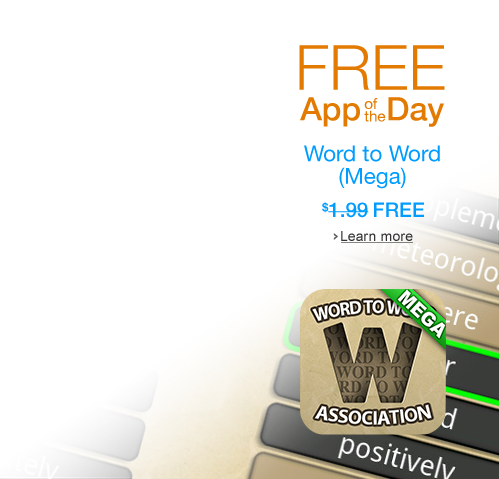 FREE
App of the Day
Word to Word
(Mega)
$1.99 FREE
›Learn more
WORD TO WO
MEGA
W
ASSOCIATION
positively